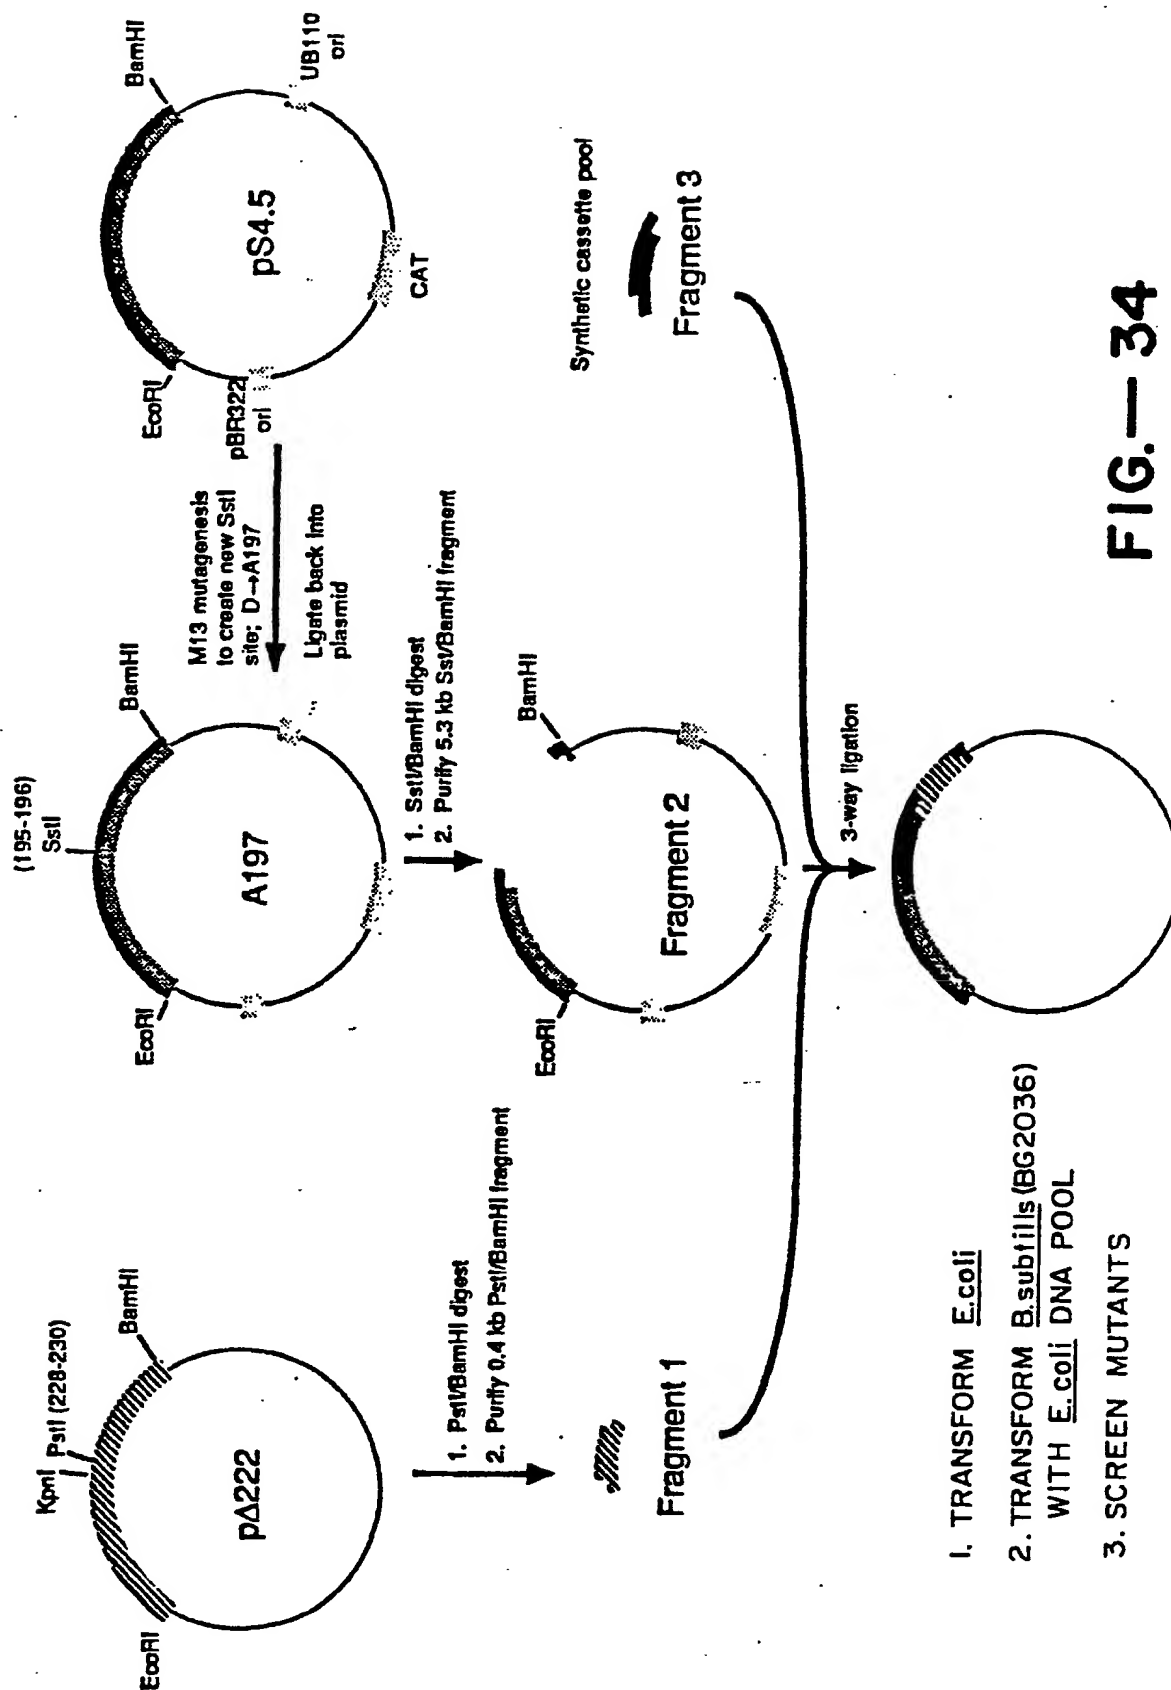 EcoRI
KpnI
PstI (228-230)
BamHI
pΔ222
1. PstI/BamHI digest
2. Purify 0.4 kb PstI/BamHI fragment
Fragment 1
(195-196)
SstI
EcoRI
BamHI
A197
M13 mutagenesis
to create new SstI
site; D→A197
Ligate back into
plasmid
EcoRI
BamHI
pS4.5
pBR322
ori
UB110
ori
CAT
1. SstI/BamHI digest
2. Purify 5.3 kb SstI/BamHI fragment
EcoRI
BamHI
Fragment 2
Synthetic cassette pool
Fragment 3
3-way ligation
1. TRANSFORM E.coli
2. TRANSFORM B.subtilis (BG2036)
WITH E.coli DNA POOL
3. SCREEN MUTANTS
FIG.—34